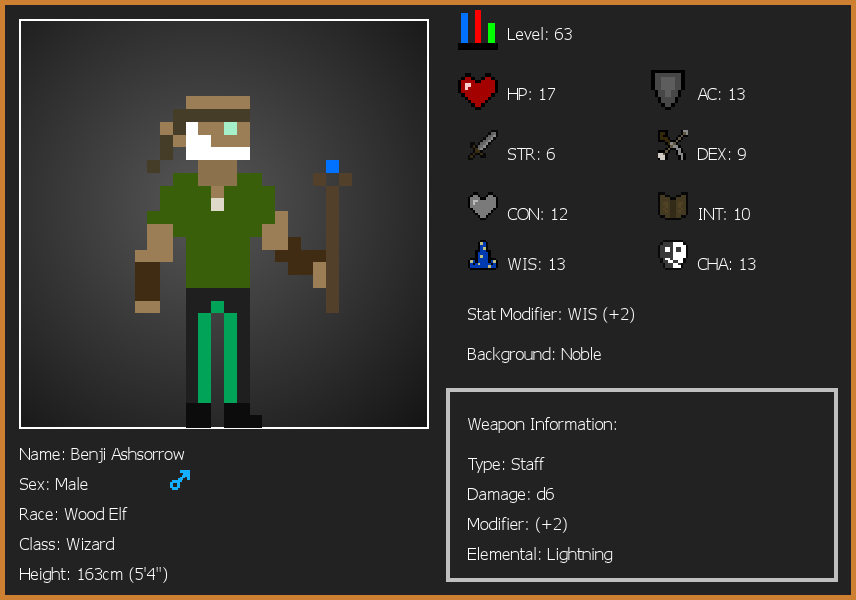 Level: 63
HP: 17
AC: 13
STR: 6
DEX: 9
CON: 12
INT: 10
WIS: 13
CHA: 13
Stat Modifier: WIS (+2)
Background: Noble
Weapon Information:
Type: Staff
Damage: d6
Modifier: (+2)
Elemental: Lightning
Name: Benji Ashsorrow
Sex: Male
Race: Wood Elf
Class: Wizard
Height: 163cm (5'4")